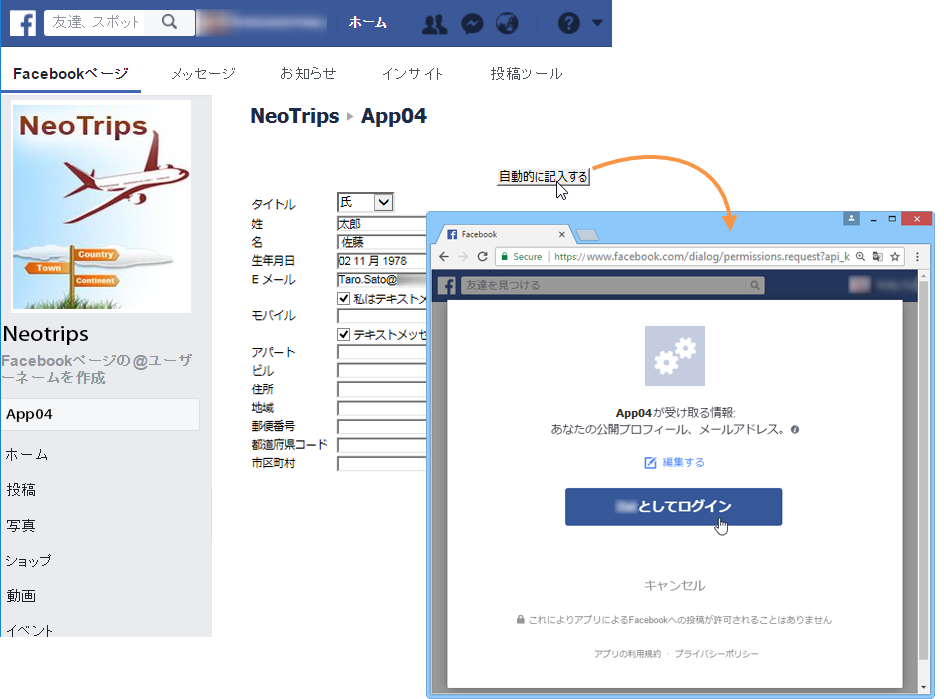 友達、スポット
ホーム
Facebookページ
メッセージ
お知らせ
インサイト
投稿ツール
NeoTrips
Country
Town
Continent
Neotrips
Facebookページの@ユーザ
ーネームを作成
App04
ホーム
投稿
写真
ショップ
動画
イベント
NeoTrips ▸ App04
自動的に記入する
タイトル 氏
姓 太郎
名 佐藤
生年月日 02 11 月 1978
E メール Taro.Sato@
私はテキストメ
モバイル
テキストメッセ
アパート
ビル
住所
地域
郵便番号
都道府県コード
市区町村
Facebook
Secure https://www.facebook.com/dialog/permissions.request?api_k
友達を見つける
App04が受け取る情報:
あなたの公開プロフィール、メールアドレス。
編集する
としてログイン
キャンセル
これによりアプリによるFacebookへの投稿が許可されることはありません
アプリの利用規約 · プライバシーポリシー